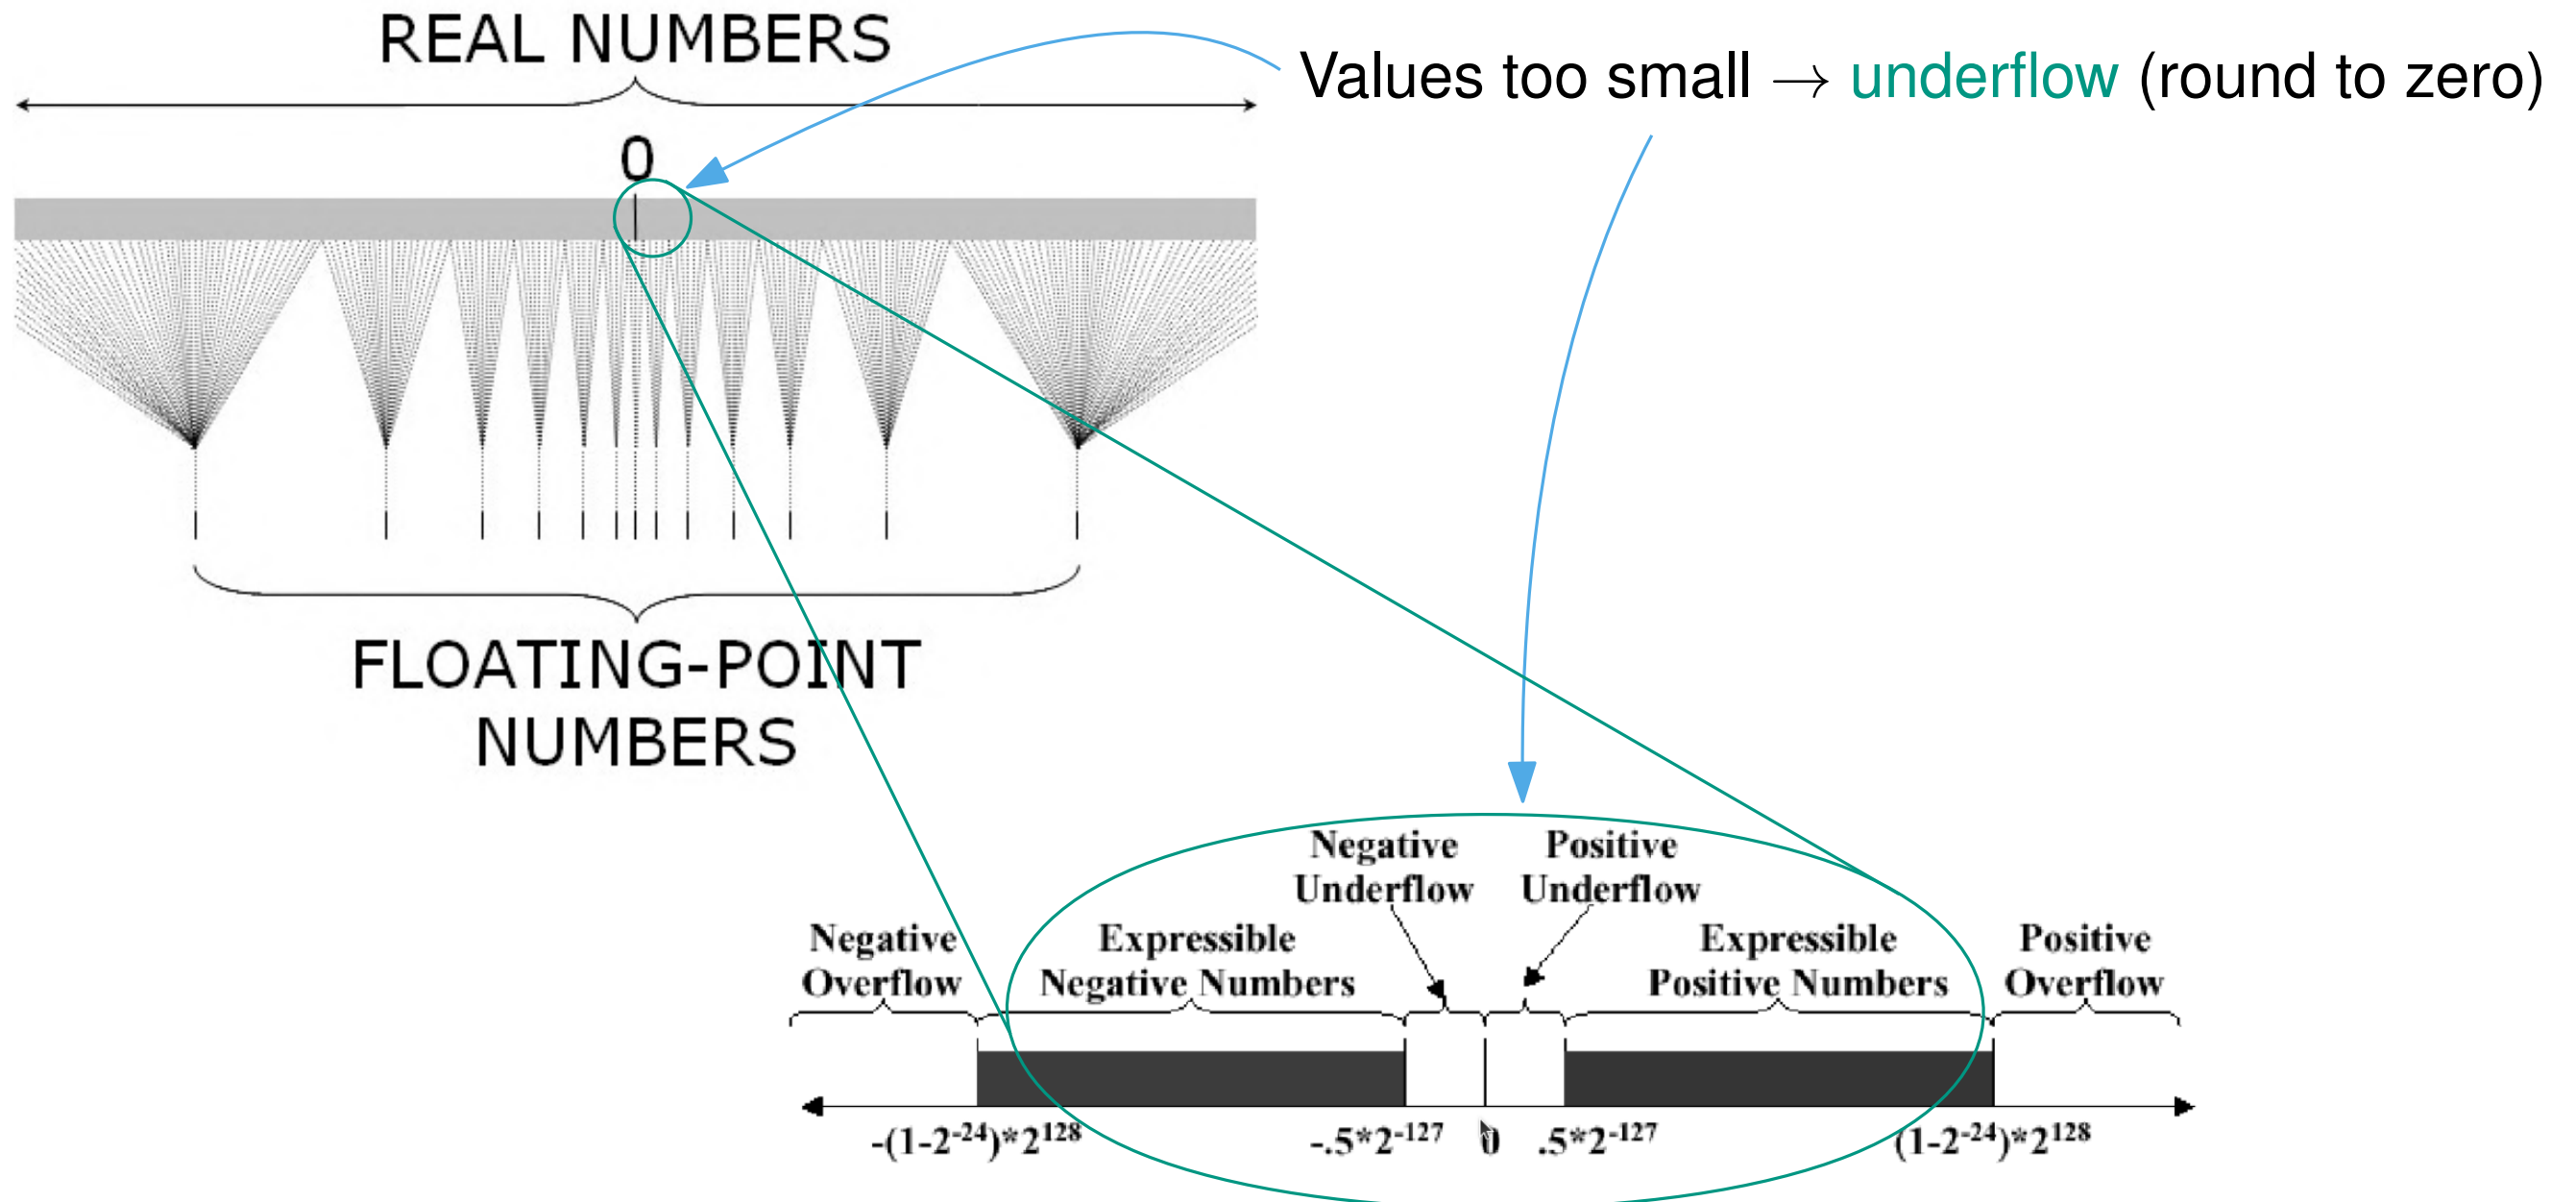 REAL NUMBERS
Values too small → underflow (round to zero)
0
FLOATING-POINT
NUMBERS
Negative Underflow
Positive Underflow
Negative Overflow
Expressible Negative Numbers
Expressible Positive Numbers
Positive Overflow
-(1-2⁻²⁴)*2¹²⁸
-.5*2⁻¹²⁷
0
.5*2⁻¹²⁷
(1-2⁻²⁴)*2¹²⁸